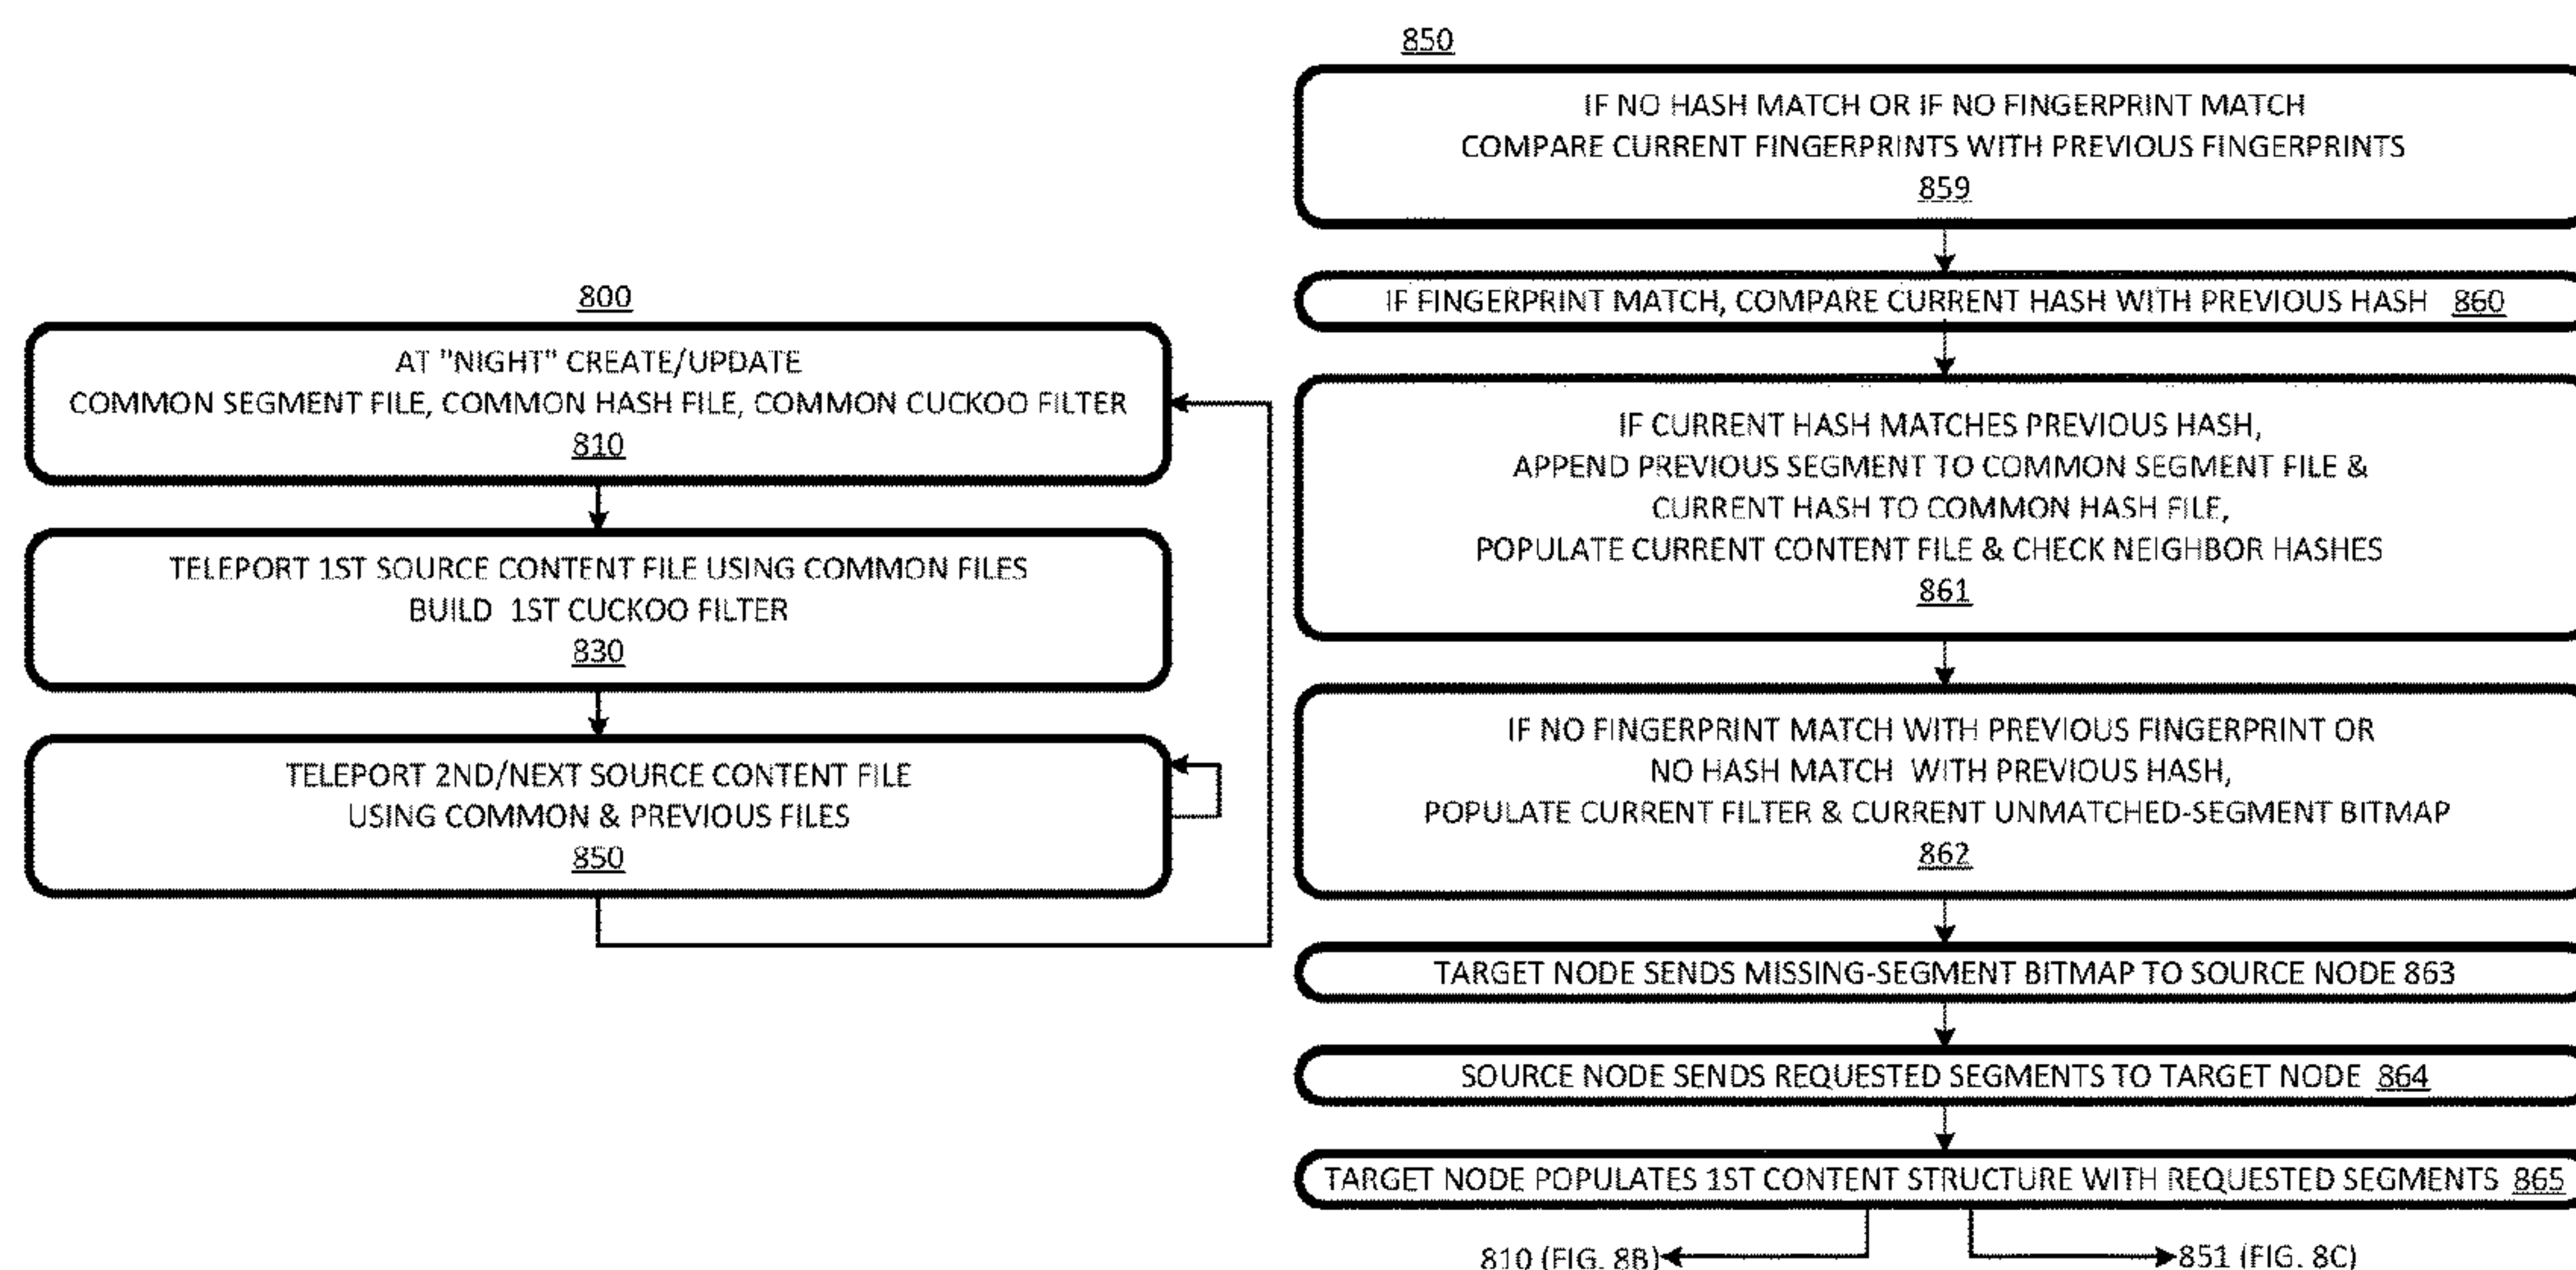 800
AT "NIGHT" CREATE/UPDATE
COMMON SEGMENT FILE, COMMON HASH FILE, COMMON CUCKOO FILTER
810
TELEPORT 1ST SOURCE CONTENT FILE USING COMMON FILES
BUILD 1ST CUCKOO FILTER
830
TELEPORT 2ND/NEXT SOURCE CONTENT FILE
USING COMMON & PREVIOUS FILES
850
850
IF NO HASH MATCH OR IF NO FINGERPRINT MATCH
COMPARE CURRENT FINGERPRINTS WITH PREVIOUS FINGERPRINTS
859
IF FINGERPRINT MATCH, COMPARE CURRENT HASH WITH PREVIOUS HASH 860
IF CURRENT HASH MATCHES PREVIOUS HASH,
APPEND PREVIOUS SEGMENT TO COMMON SEGMENT FILE &
CURRENT HASH TO COMMON HASH FILE,
POPULATE CURRENT CONTENT FILE & CHECK NEIGHBOR HASHES
861
IF NO FINGERPRINT MATCH WITH PREVIOUS FINGERPRINT OR
NO HASH MATCH WITH PREVIOUS HASH,
POPULATE CURRENT FILTER & CURRENT UNMATCHED-SEGMENT BITMAP
862
TARGET NODE SENDS MISSING-SEGMENT BITMAP TO SOURCE NODE 863
SOURCE NODE SENDS REQUESTED SEGMENTS TO TARGET NODE 864
TARGET NODE POPULATES 1ST CONTENT STRUCTURE WITH REQUESTED SEGMENTS 865
810 (FIG. 8B)
851 (FIG. 8C)